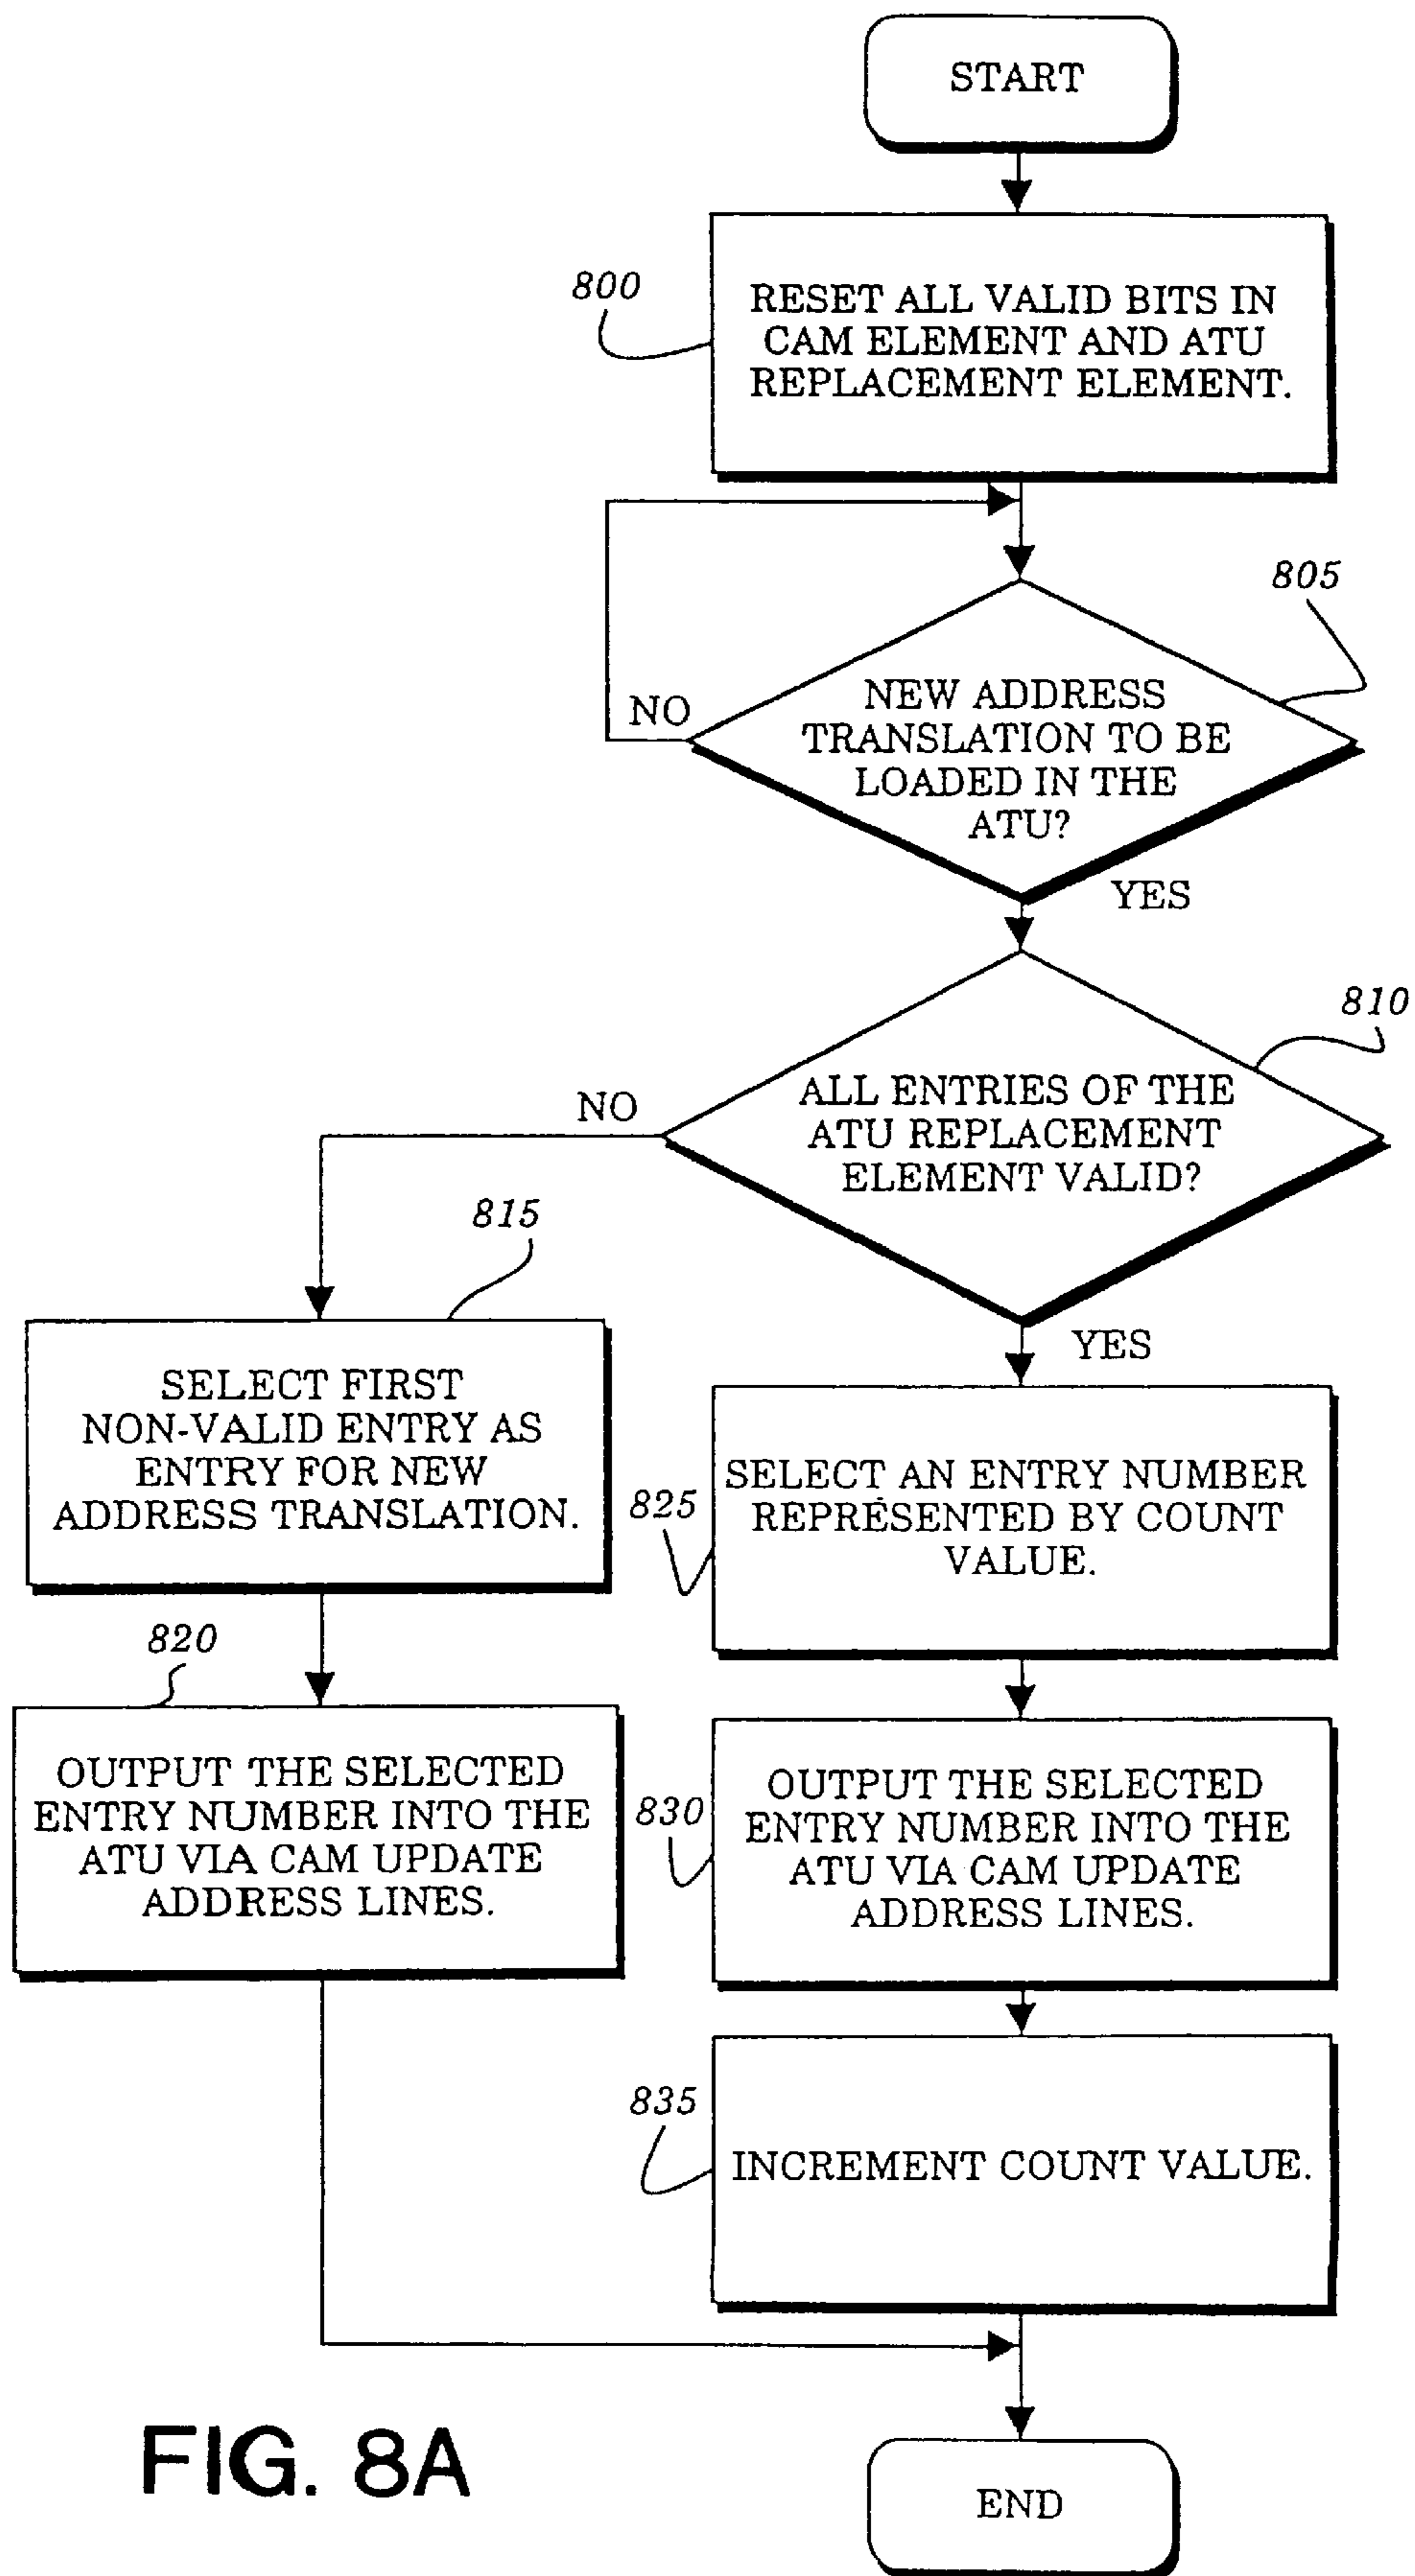 START
800
RESET ALL VALID BITS IN
CAM ELEMENT AND ATU
REPLACEMENT ELEMENT.
805
NEW ADDRESS
TRANSLATION TO BE
LOADED IN THE
ATU?
NO
YES
810
ALL ENTRIES OF THE
ATU REPLACEMENT
ELEMENT VALID?
NO
YES
815
SELECT FIRST
NON-VALID ENTRY AS
ENTRY FOR NEW
ADDRESS TRANSLATION.
820
OUTPUT THE SELECTED
ENTRY NUMBER INTO THE
ATU VIA CAM UPDATE
ADDRESS LINES.
825
SELECT AN ENTRY NUMBER
REPRESENTED BY COUNT
VALUE.
830
OUTPUT THE SELECTED
ENTRY NUMBER INTO THE
ATU VIA CAM UPDATE
ADDRESS LINES.
835
INCREMENT COUNT VALUE.
END
FIG. 8A